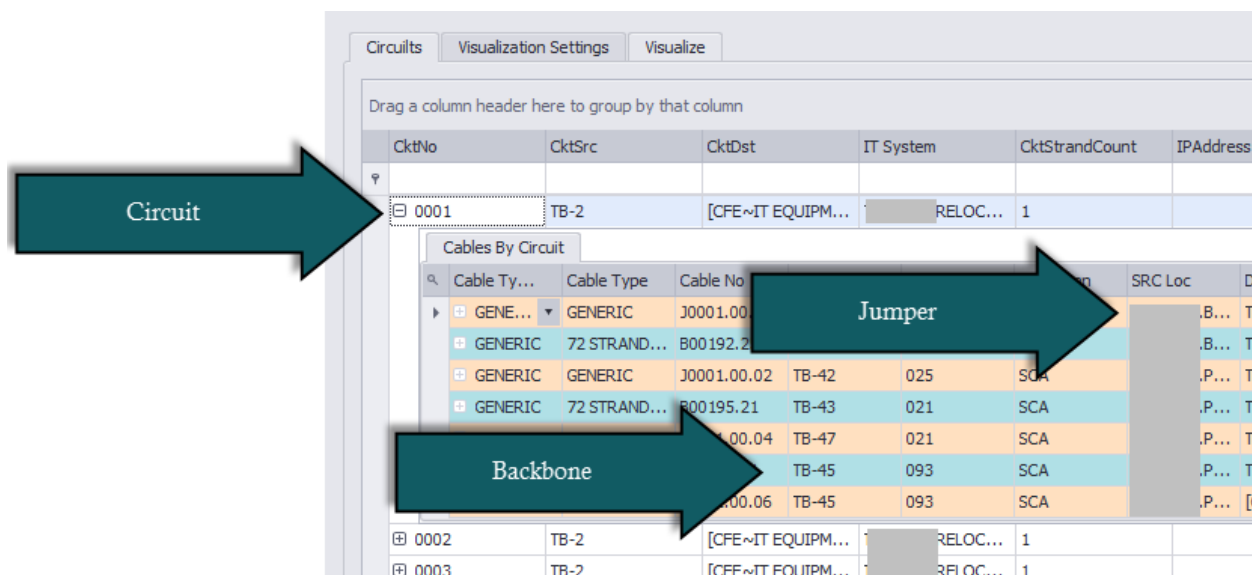 Circuilts Visualization Settings Visualize
Drag a column header here to group by that column
CktNo CktSrc CktDst IT System CktStrandCount IPAddress
Circuit
0001 TB-2 [CFE~IT EQUIPM... RELOC... 1
Cables By Circuit
Cable Ty... Cable Type Cable No SRC Loc
Jumper
GENE... GENERIC J0001.00. .B... T
GENERIC 72 STRAND... B00192.2 .B... T
GENERIC GENERIC J0001.00.02 TB-42 025 SCA .P... T
GENERIC 72 STRAND... B00195.21 TB-43 021 SCA .P... T
.00.04 TB-47 021 SCA .P... T
Backbone
TB-45 093 SCA .P... T
.00.06 TB-45 093 SCA .P...
0002 TB-2 [CFE~IT EQUIPM... RELOC... 1
0003 TB-2 [CFE~IT EQUIPM... RELOC... 1